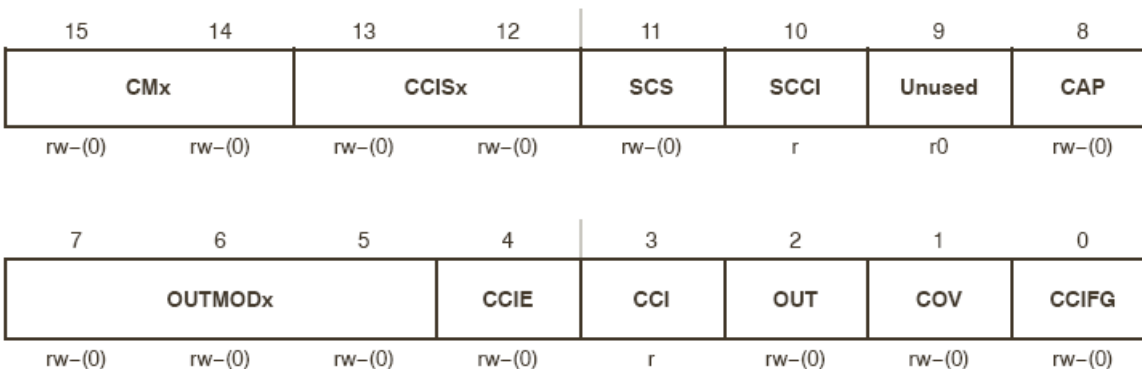 15 14 13 12 11 10 9 8
CMx CCISx SCS SCCI Unused CAP
rw−(0) rw−(0) rw−(0) rw−(0) rw−(0) r r0 rw−(0)
7 6 5 4 3 2 1 0
OUTMODx CCIE CCI OUT COV CCIFG
rw−(0) rw−(0) rw−(0) rw−(0) r rw−(0) rw−(0) rw−(0)